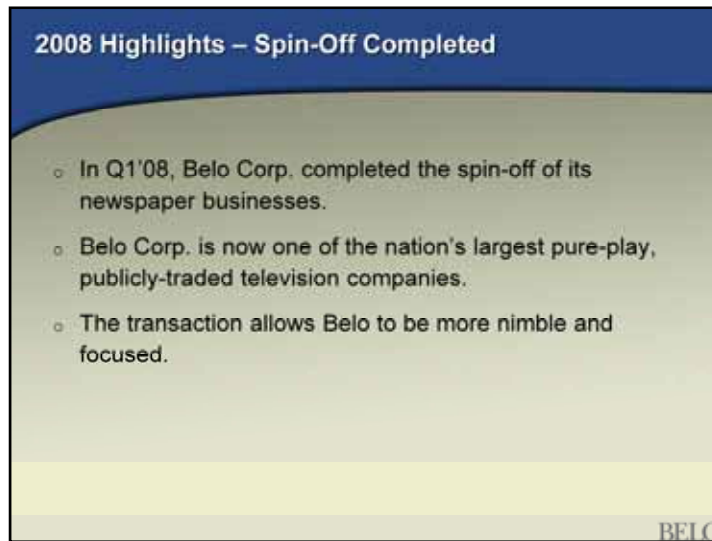 2008 Highlights – Spin-Off Completed
o In Q1'08, Belo Corp. completed the spin-off of its
newspaper businesses.
o Belo Corp. is now one of the nation's largest pure-play,
publicly-traded television companies.
o The transaction allows Belo to be more nimble and
focused.
BELO